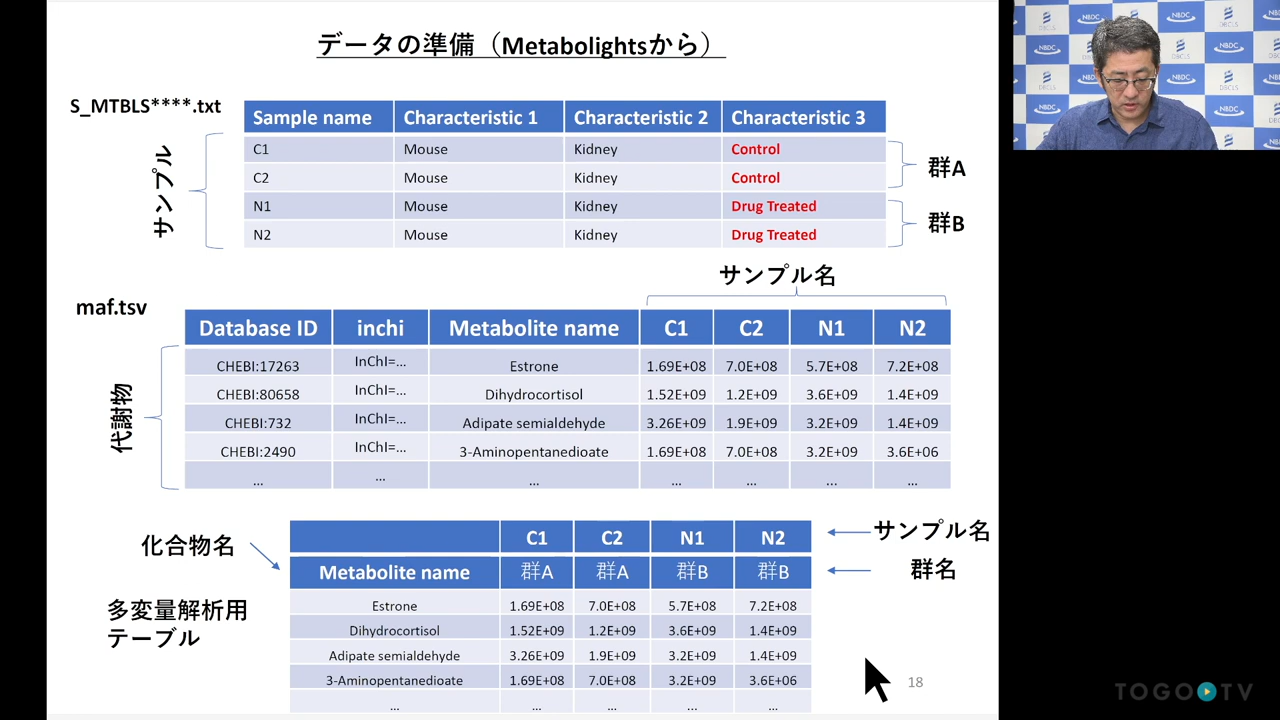 データの準備（Metabolightsから）
S_MTBLS****.txt
サンプル
Sample name Characteristic 1 Characteristic 2 Characteristic 3
C1 Mouse Kidney Control
C2 Mouse Kidney Control
N1 Mouse Kidney Drug Treated
N2 Mouse Kidney Drug Treated
群A
群B
サンプル名
maf.tsv
代謝物
Database ID inchi Metabolite name C1 C2 N1 N2
CHEBI:17263 InChI=... Estrone 1.69E+08 7.0E+08 5.7E+08 7.2E+08
CHEBI:80658 InChI=... Dihydrocortisol 1.52E+09 1.2E+09 3.6E+09 1.4E+09
CHEBI:732 InChI=... Adipate semialdehyde 3.26E+09 1.9E+09 3.2E+09 1.4E+09
CHEBI:2490 InChI=... 3-Aminopentanedioate 1.69E+08 7.0E+08 3.2E+09 3.6E+06
... ... ... ... ... ... ...
化合物名
多変量解析用
テーブル
C1 C2 N1 N2
Metabolite name 群A 群A 群B 群B
Estrone 1.69E+08 7.0E+08 5.7E+08 7.2E+08
Dihydrocortisol 1.52E+09 1.2E+09 3.6E+09 1.4E+09
Adipate semialdehyde 3.26E+09 1.9E+09 3.2E+09 1.4E+09
3-Aminopentanedioate 1.69E+08 7.0E+08 3.2E+09 3.6E+06
... ... ... ... ...
サンプル名
群名
18
NBDC
DBCLS
TOGO TV